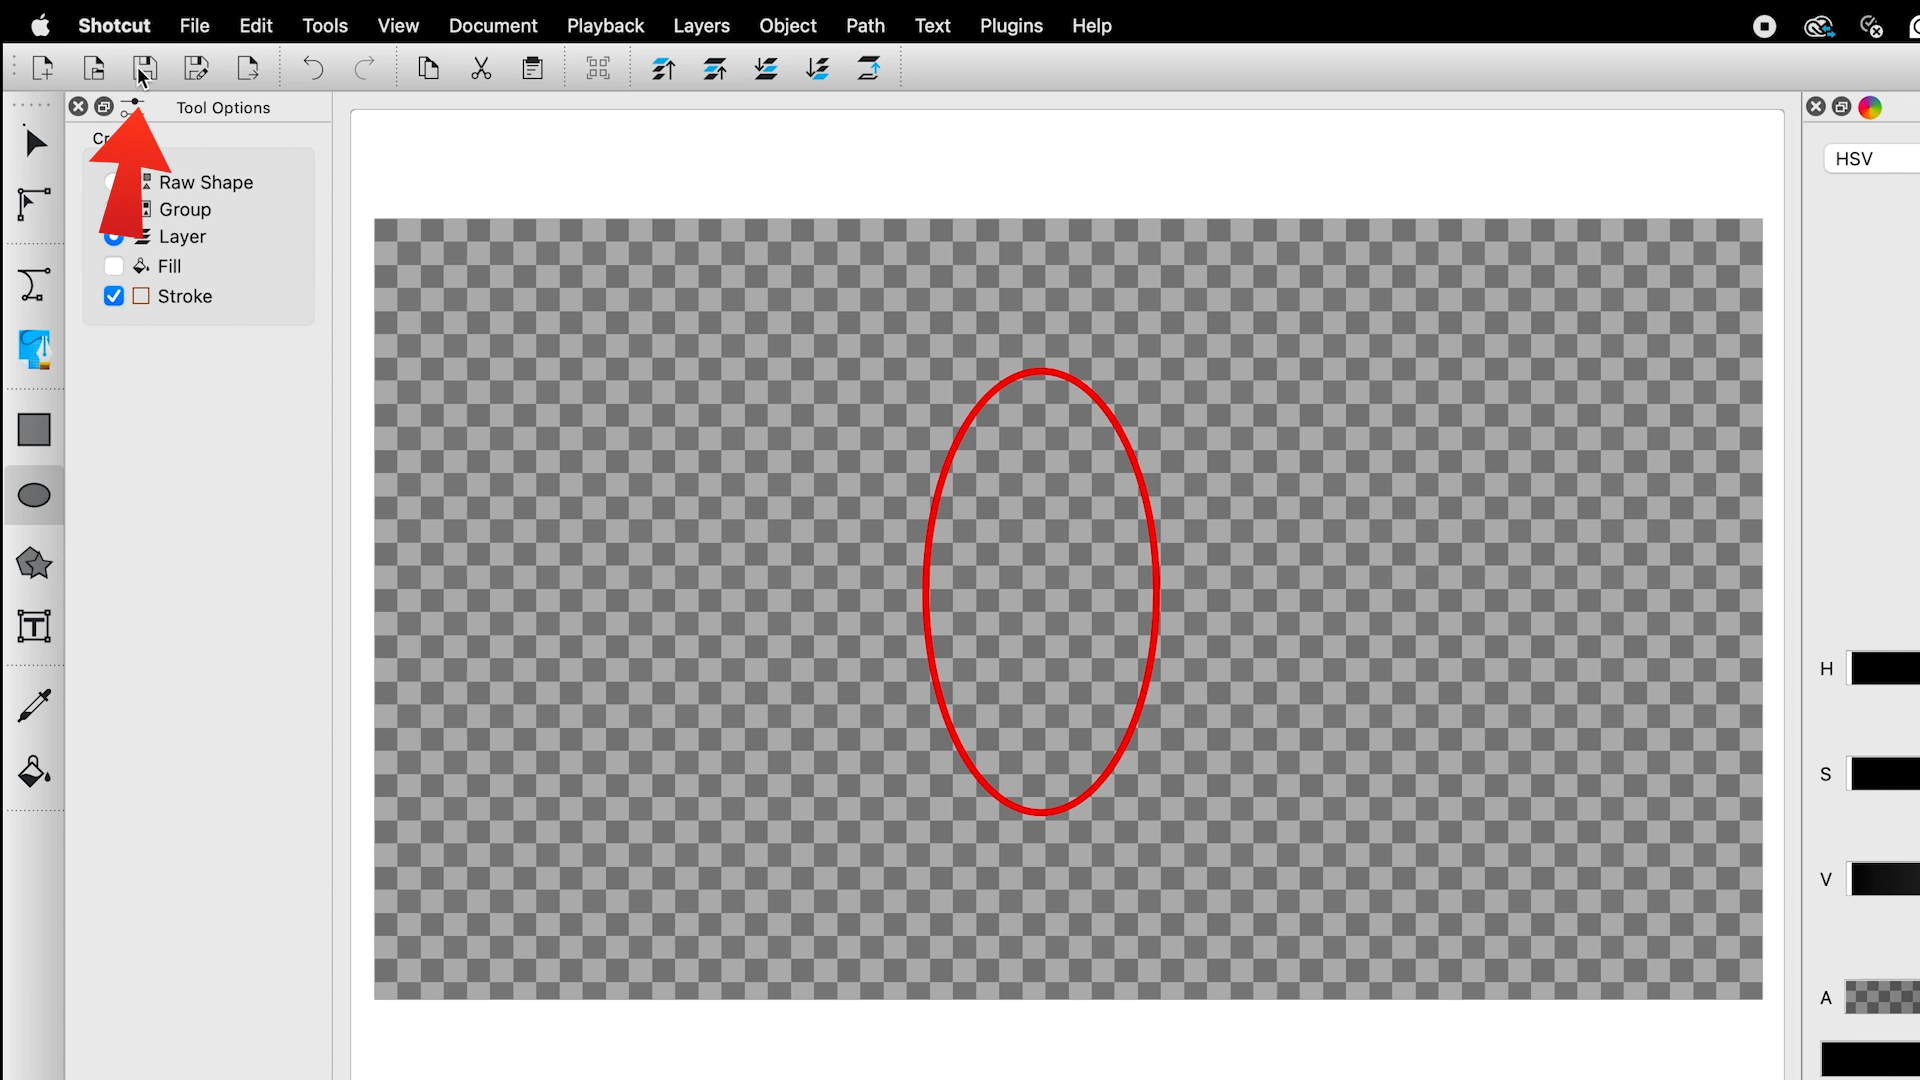 Shotcut File Edit Tools View Document Playback Layers Object Path Text Plugins Help
Tool Options
HSV
Raw Shape
Group
Layer
Fill
Stroke
T
H
S
V
A